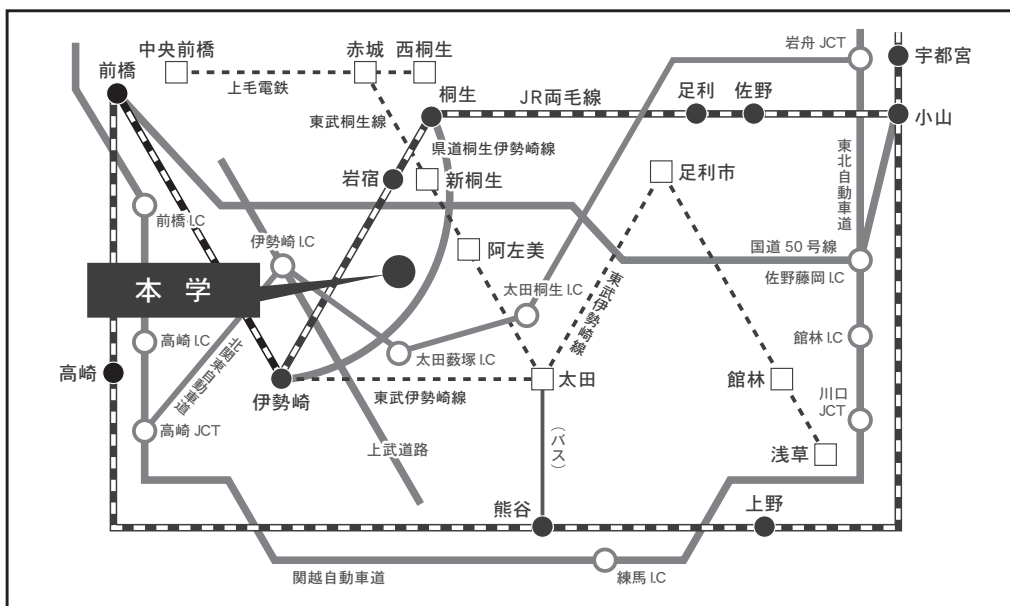 岩舟 JCT
中央前橋
赤城
西桐生
宇都宮
前橋
上毛電鉄
桐生
JR両毛線
足利
佐野
小山
東武桐生線
県道桐生伊勢崎線
東北自動車道
岩宿
新桐生
足利市
前橋 I.C
伊勢崎 I.C
阿左美
国道 50 号線
佐野藤岡 I.C
本学
太田桐生 I.C
東武伊勢崎線
高崎 I.C
北関東自動車道
太田藪塚 I.C
館林 I.C
高崎
伊勢崎
東武伊勢崎線
太田
館林
川口
JCT
高崎 JCT
上武道路
（バス）
浅草
熊谷
上野
関越自動車道
練馬 I.C